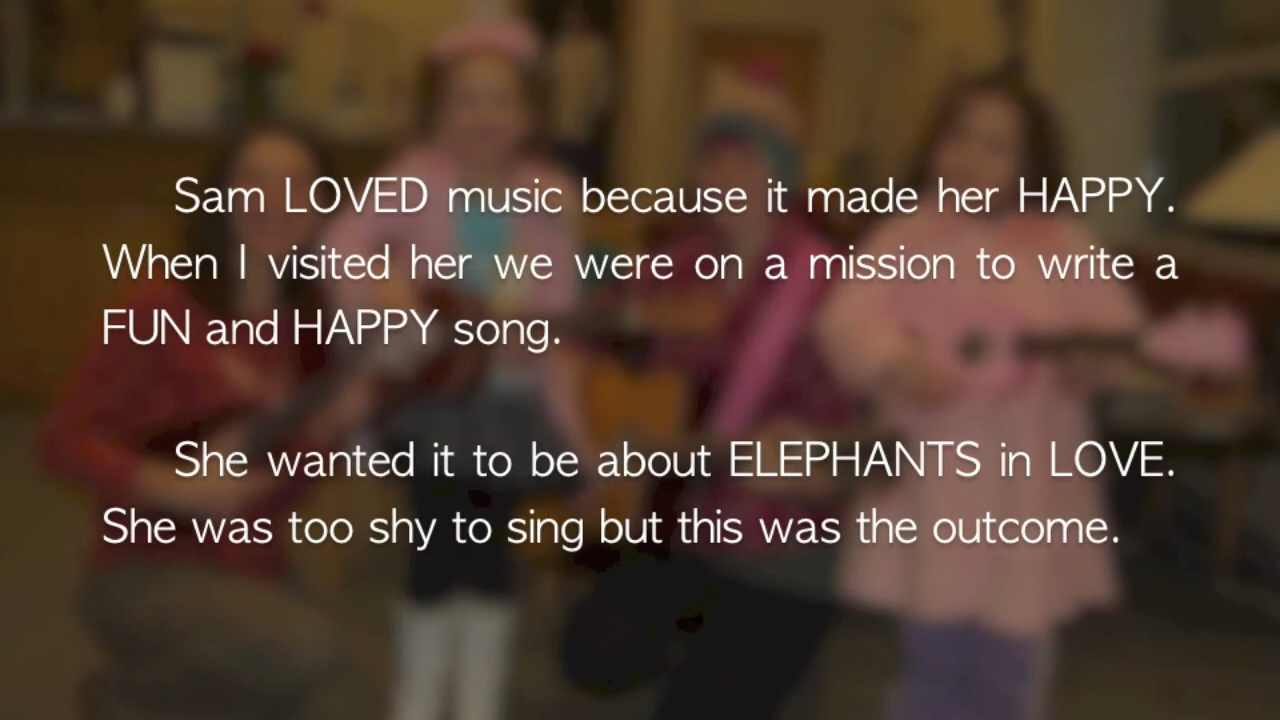 Sam LOVED music because it made her HAPPY.
When I visited her we were on a mission to write a
FUN and HAPPY song.
She wanted it to be about ELEPHANTS in LOVE.
She was too shy to sing but this was the outcome.